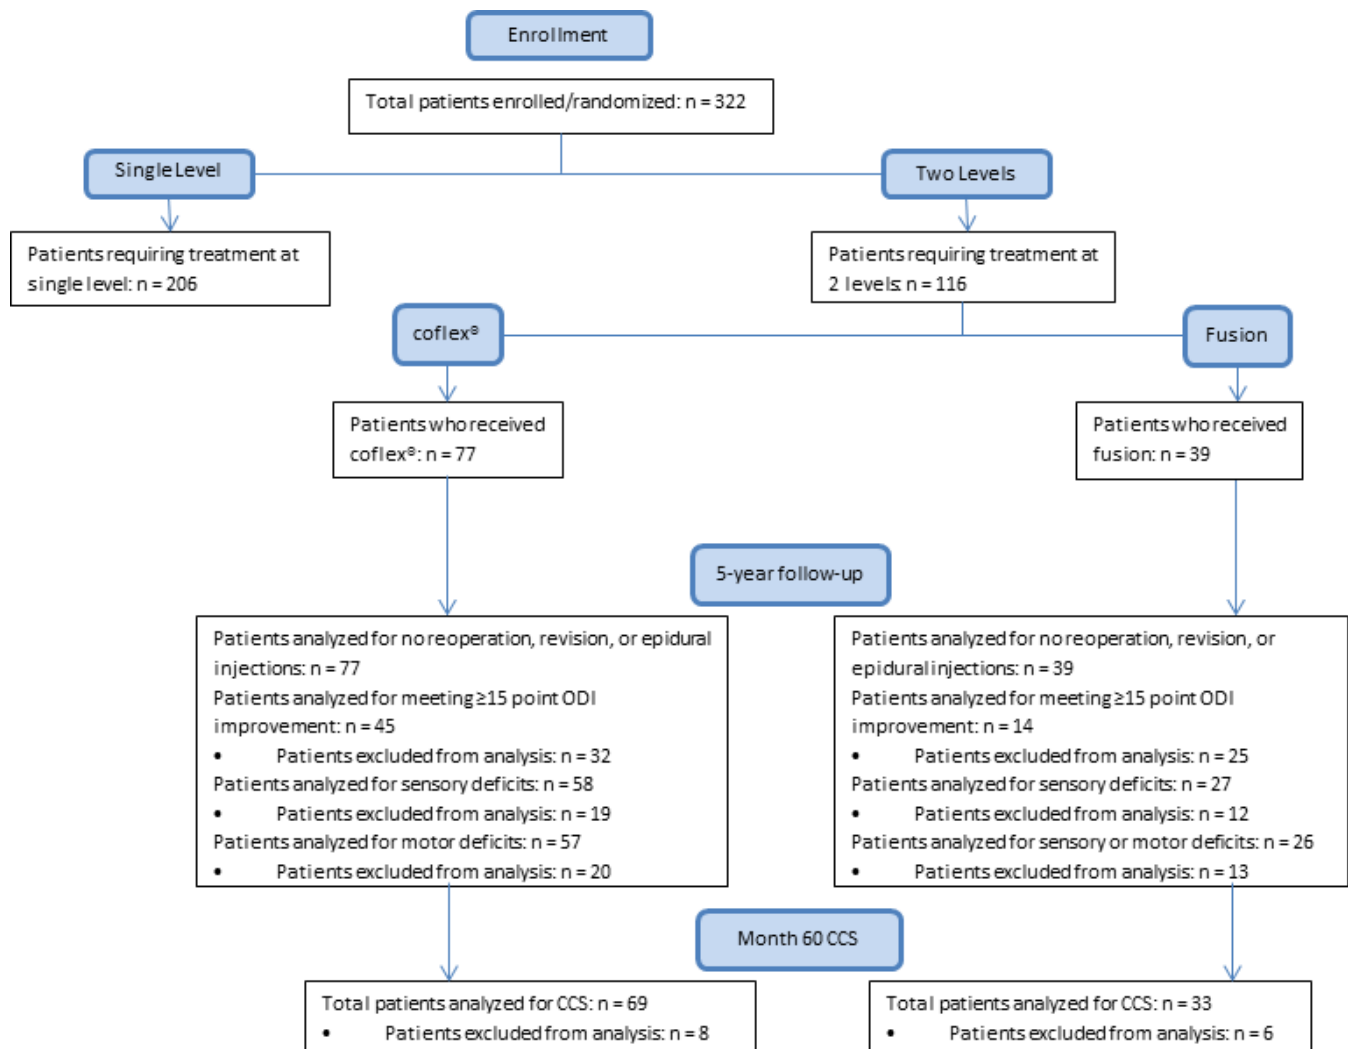 Enrollment
Total patients enrolled/randomized: n = 322
Single Level
Two Levels
Patients requiring treatment at
single level: n = 206
Patients requiring treatment at
2 levels: n = 116
coflex®
Fusion
Patients who received
coflex®: n = 77
Patients who received
fusion: n = 39
5-year follow-up
Patients analyzed for no reoperation, revision, or epidural
injections: n = 77
Patients analyzed for meeting ≥15 point ODI
improvement: n = 45
• Patients excluded from analysis: n = 32
Patients analyzed for sensory deficits: n = 58
• Patients excluded from analysis: n = 19
Patients analyzed for motor deficits: n = 57
• Patients excluded from analysis: n = 20
Patients analyzed for no reoperation, revision, or
epidural injections: n = 39
Patients analyzed for meeting ≥15 point ODI
improvement: n = 14
• Patients excluded from analysis: n = 25
Patients analyzed for sensory deficits: n = 27
• Patients excluded from analysis: n = 12
Patients analyzed for sensory or motor deficits: n = 26
• Patients excluded from analysis: n = 13
Month 60 CCS
Total patients analyzed for CCS: n = 69
• Patients excluded from analysis: n = 8
Total patients analyzed for CCS: n = 33
• Patients excluded from analysis: n = 6